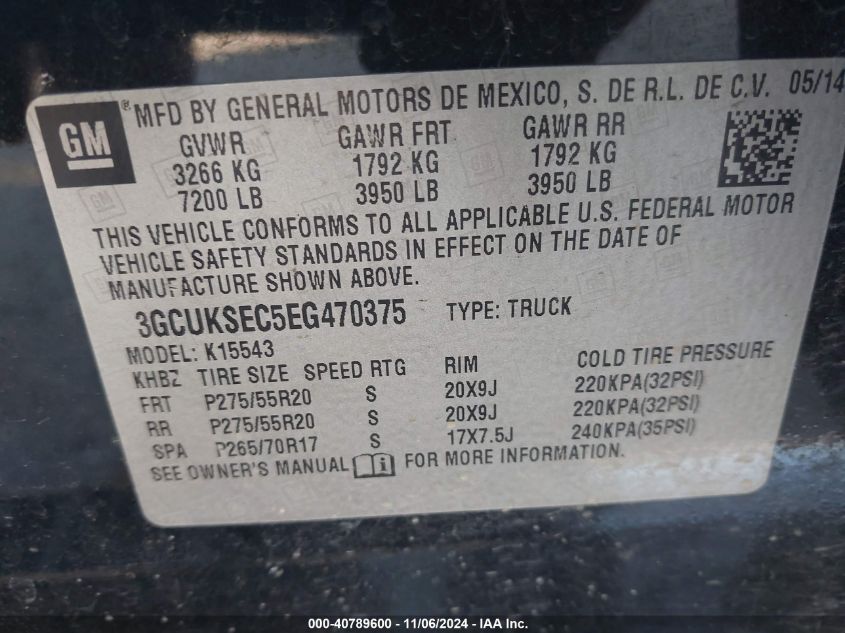 GM ® MFD BY GENERAL MOTORS DE MEXICO, S. DE R.L. DE C.V. 05/14
GVWR GAWR FRT GAWR RR
3266 KG 1792 KG 1792 KG
7200 LB 3950 LB 3950 LB
THIS VEHICLE CONFORMS TO ALL APPLICABLE U.S. FEDERAL MOTOR
VEHICLE SAFETY STANDARDS IN EFFECT ON THE DATE OF
MANUFACTURE SHOWN ABOVE.
3GCUKSEC5EG470375 TYPE: TRUCK
MODEL: K15543
KHBZ TIRE SIZE SPEED RTG RIM COLD TIRE PRESSURE
FRT P275/55R20 S 20X9J 220KPA(32PSI)
RR P275/55R20 S 20X9J 220KPA(32PSI)
SPA P265/70R17 S 17X7.5J 240KPA(35PSI)
SEE OWNER'S MANUAL i FOR MORE INFORMATION.
000-40789600 - 11/06/2024 - IAA Inc.